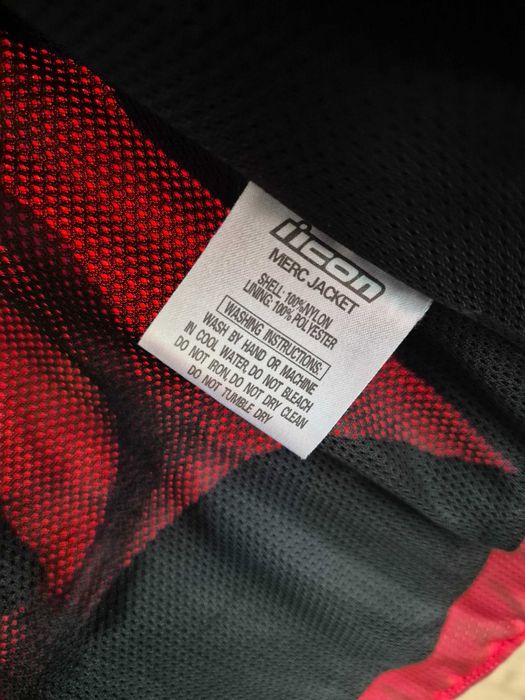 icon
MERC JACKET
SHELL: 100%NYLON
LINING: 100% POLYESTER
WASHING INSTRUCTIONS:
WASH BY HAND OR MACHINE
IN COOL WATER. DO NOT BLEACH
DO NOT IRON. DO NOT DRY CLEAN
DO NOT TUMBLE DRY